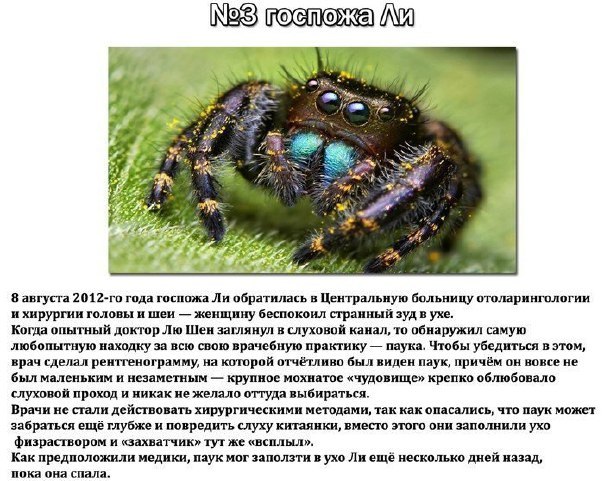 №3 госпожа Ли
8 августа 2012-го года госпожа Ли обратилась в Центральную больницу отоларингологии
и хирургии головы и шеи — женщину беспокоил странный зуд в ухе.
Когда опытный доктор Лю Шен заглянул в слуховой канал, то обнаружил самую
любопытную находку за всю свою врачебную практику — паука. Чтобы убедиться в этом,
врач сделал рентгенограмму, на которой отчётливо был виден паук, причём он вовсе не
был маленьким и незаметным — крупное мохнатое «чудовище» крепко облюбовало
слуховой проход и никак не желало оттуда выбираться.
Врачи не стали действовать хирургическими методами, так как опасались, что паук может
забраться ещё глубже и повредить слуху китаянки, вместо этого они заполнили ухо
физраствором и «захватчик» тут же «всплыл».
Как предположили медики, паук мог заползти в ухо Ли ещё несколько дней назад,
пока она спала.